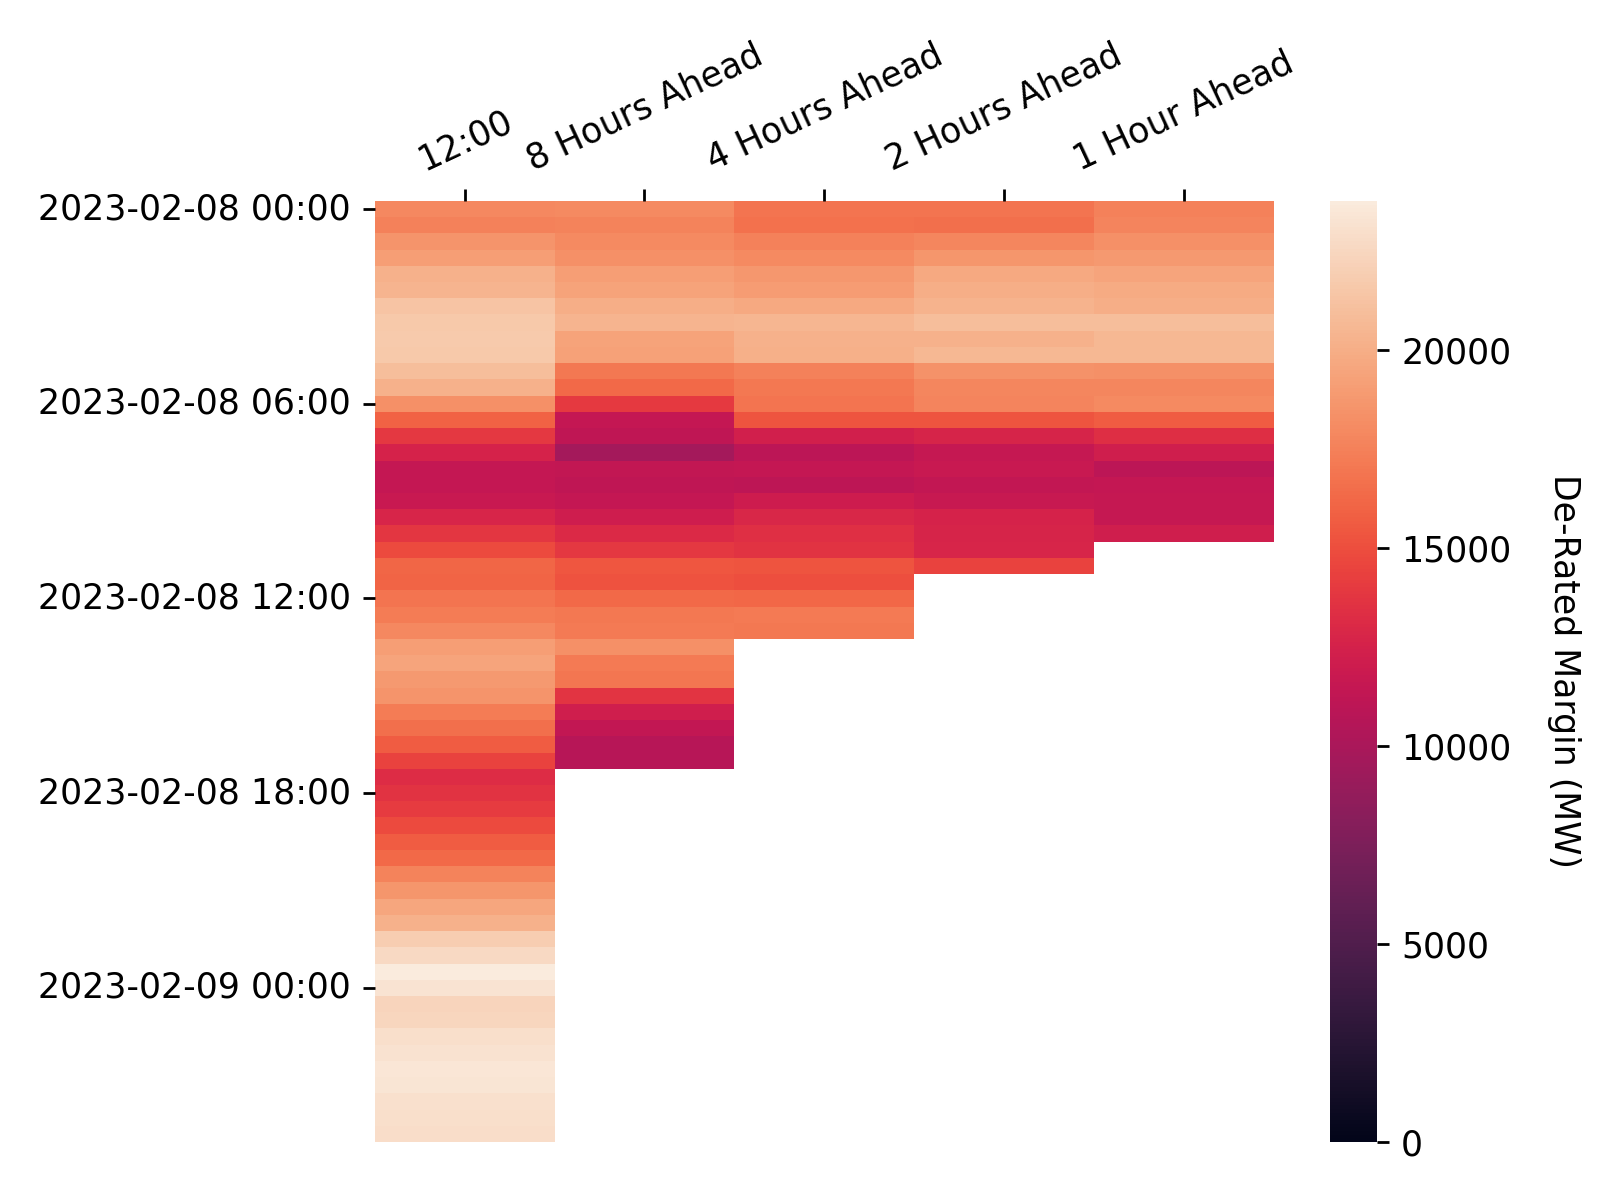 12:00
8 Hours Ahead
4 Hours Ahead
2 Hours Ahead
1 Hour Ahead
2023-02-08 00:00
2023-02-08 06:00
2023-02-08 12:00
2023-02-08 18:00
2023-02-09 00:00
20000
15000
10000
5000
0
De-Rated Margin (MW)